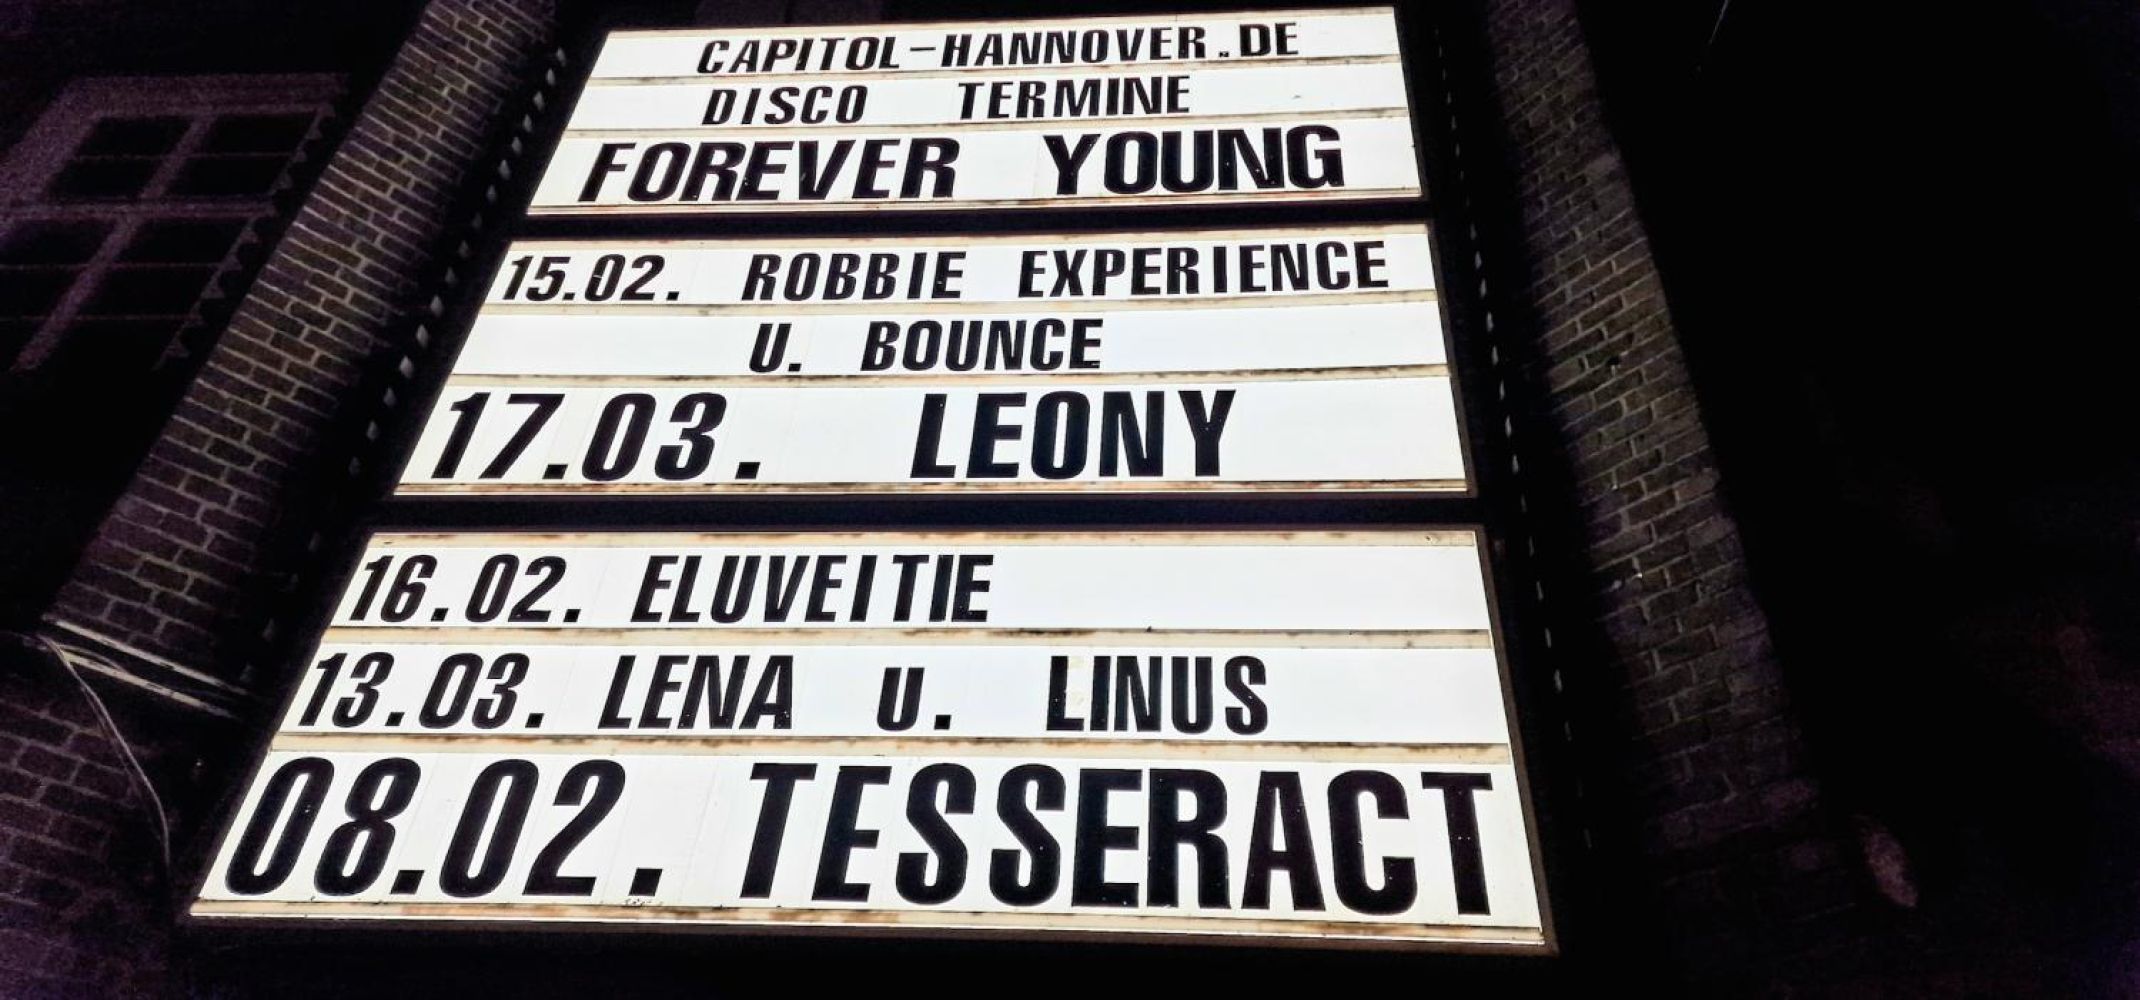 CAPITOL-HANNOVER.DE
DISCO TERMINE
FOREVER YOUNG
15.02. ROBBIE EXPERIENCE
U. BOUNCE
17.03. LEONY
16.02. ELUVEITIE
13.03. LENA U. LINUS
08.02. TESSERACT